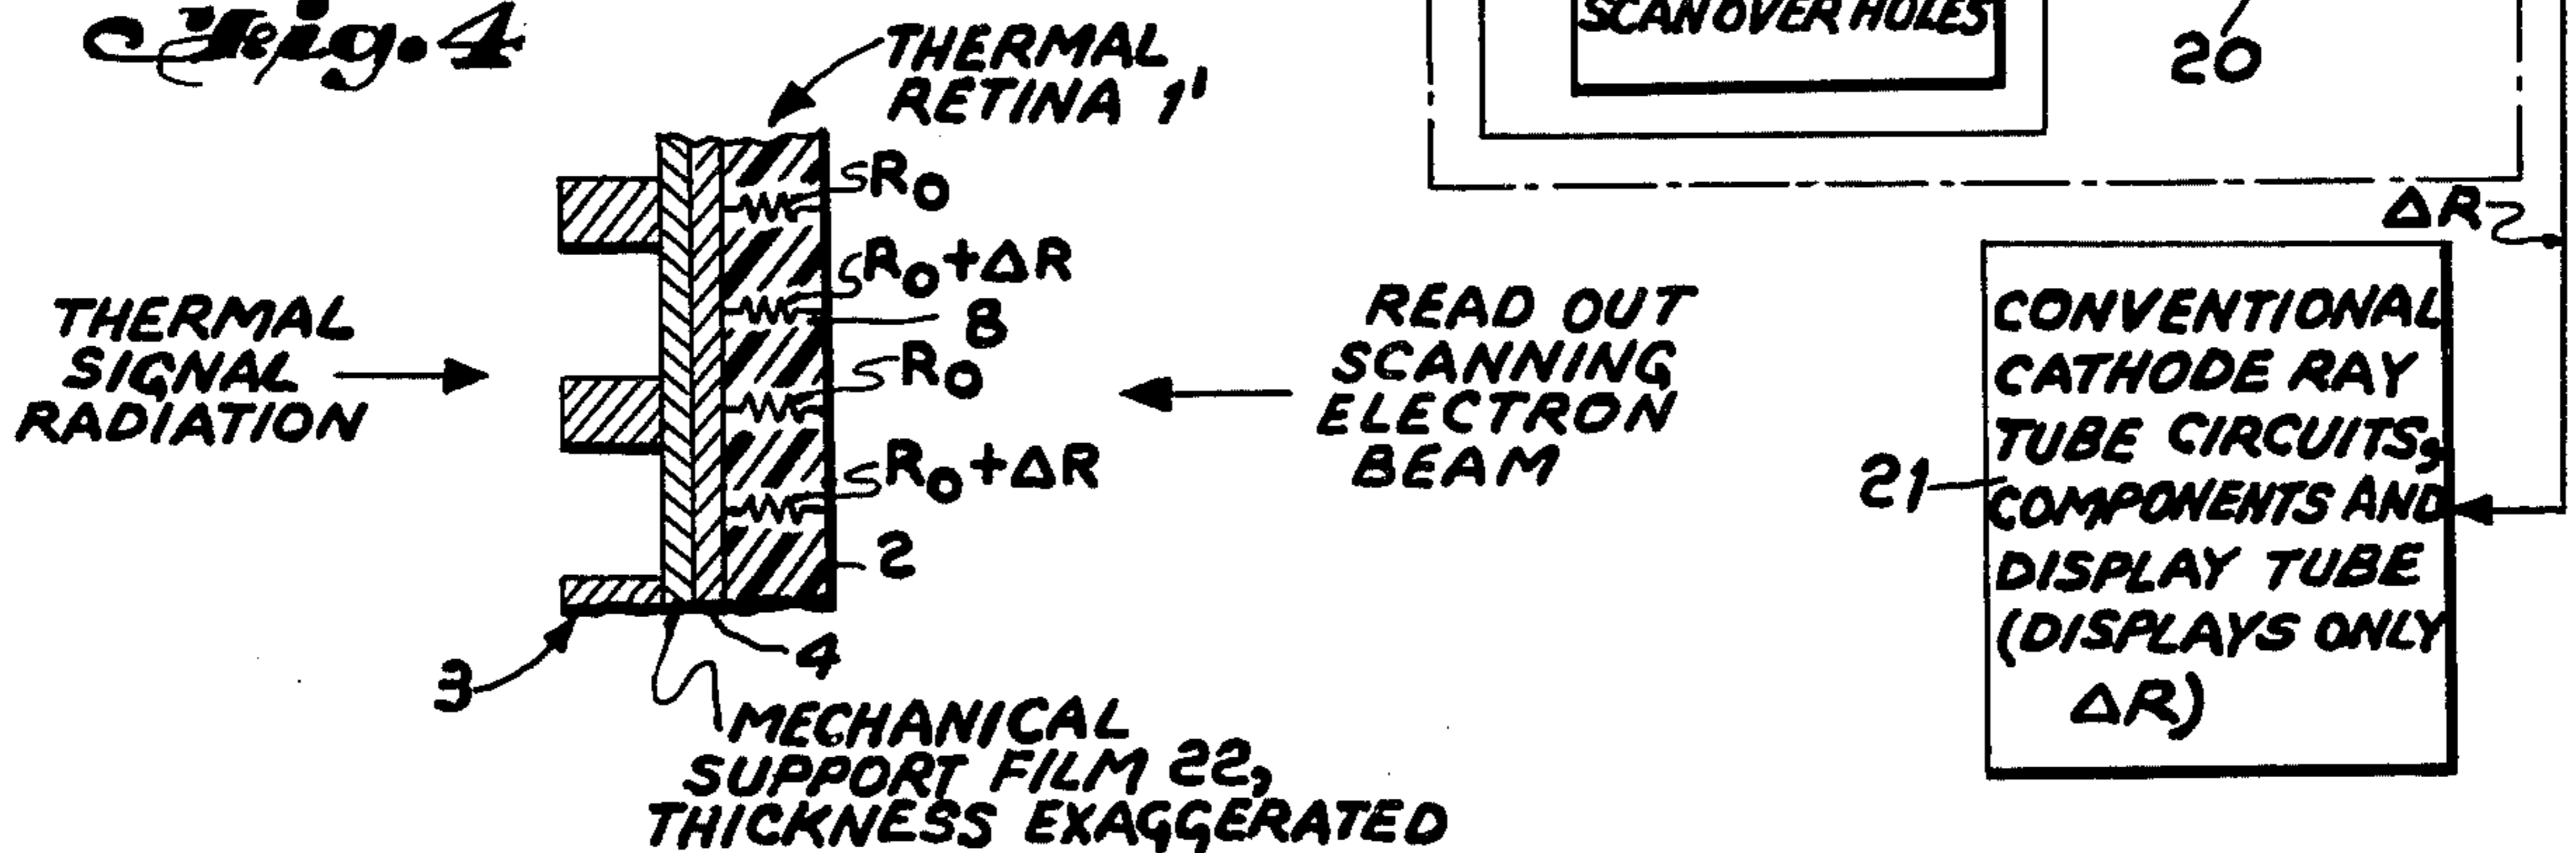 Fig. 4
THERMAL
RETINA 1'
R0
R0+ΔR
8
R0
R0+ΔR
2
THERMAL
SIGNAL
RADIATION
READ OUT
SCANNING
ELECTRON
BEAM
3
4
MECHANICAL
SUPPORT FILM 22,
THICKNESS EXAGGERATED
SCAN OVER HOLES
20
ΔR
21
CONVENTIONAL
CATHODE RAY
TUBE CIRCUITS,
COMPONENTS AND
DISPLAY TUBE
(DISPLAYS ONLY
ΔR)